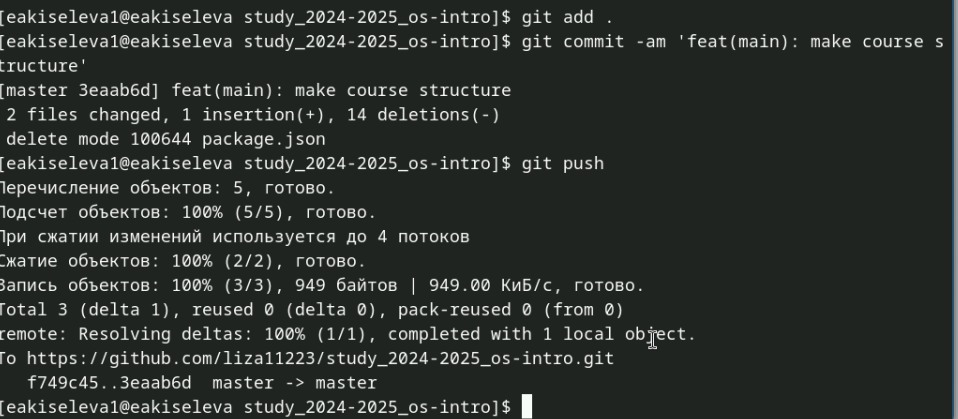 [eakiseleva1@eakiseleva study_2024-2025_os-intro]$ git add .
[eakiseleva1@eakiseleva study_2024-2025_os-intro]$ git commit -am 'feat(main): make course s
tructure'
[master 3eaab6d] feat(main): make course structure
 2 files changed, 1 insertion(+), 14 deletions(-)
 delete mode 100644 package.json
[eakiseleva1@eakiseleva study_2024-2025_os-intro]$ git push
Перечисление объектов: 5, готово.
Подсчет объектов: 100% (5/5), готово.
При сжатии изменений используется до 4 потоков
Сжатие объектов: 100% (2/2), готово.
Запись объектов: 100% (3/3), 949 байтов | 949.00 КиБ/с, готово.
Total 3 (delta 1), reused 0 (delta 0), pack-reused 0 (from 0)
remote: Resolving deltas: 100% (1/1), completed with 1 local object.
To https://github.com/liza11223/study_2024-2025_os-intro.git
   f749c45..3eaab6d  master -> master
[eakiseleva1@eakiseleva study_2024-2025_os-intro]$